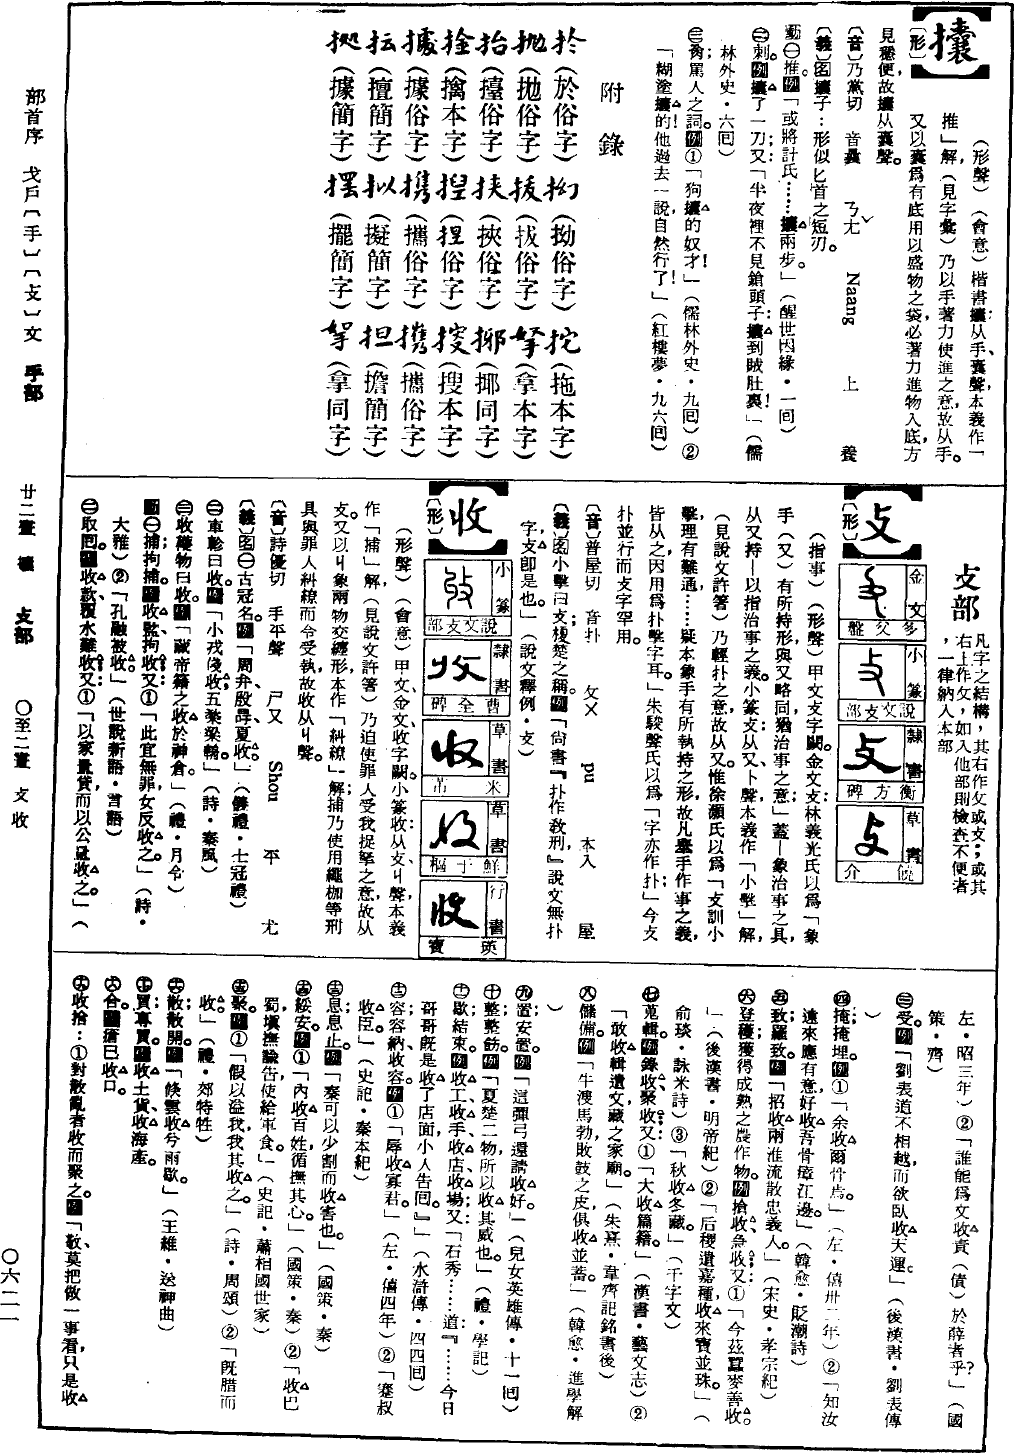 部首序 戈戶〔手〕〔攴〕文 手部
廿二畫 攮
攴部 ○至二畫 攴收
○六二一
【攮】
〔形〕
（形聲）（會意）楷書攮从手、囊聲，本義作「
推」解（見字彙），乃以手著力使進之意，故从手。
又以囊爲有底用以盛物之袋，必著力進物入底，方
見穩便，故攮从囊聲。
〔音〕乃黨切 音曩 ㄋㄤˇ Naang 上 養
〔義〕图攮子：形似匕首之短刃。
動㊀推。例「或將計氏……攮兩步。」（醒世因緣・一回）
㊁刺。例攮了一刀；又：「半夜裡不見鎗頭子：攮到賊肚裏！」（儒
林外史・六回）
㊂詈罵人之詞。例①「狗攮的奴才！」（儒林外史・九回）②
「糊塗攮的！他過去一說，自然行了！」（紅樓夢・九六回）
附錄
扵（於俗字）抝（拗俗字）拕（拖本字）
抛（拋俗字）拔（拔俗字）拏（拿本字）
抬（擡俗字）挟（挾俗字）揶（揶同字）
捦（擒本字）揑（捏俗字）㨃（搜本字）
據（據俗字）携（攜俗字）携（攜俗字）
抎（擅簡字）拟（擬簡字）担（擔簡字）
㨿（據簡字）摆（擺簡字）拏（拿同字）
攴部
凡字之結構，其右作攵或攴；或其
右上作攵，如入他部則檢查不便者
，一律納入本部
【攴】
〔形〕
金文 盤父多
小篆 部攴文說
隸書 碑方衡
草書 介饒
（指事）（形聲）甲文攴字闕。金文攴林義光氏以爲「象
手（又）有所持形，與又略同，猶治事之意」蓋一象治事之具，
从又持一以指治事之義。小篆攴从又、卜聲，本義作「小擊」解，
（見說文許箸）乃輕扑之意，故从又。惟徐灝氏以爲「攴訓小
擊，理有難通……疑本象手有所執持之形，故凡舉手作事之義，
皆从之，因用爲扑擊字耳。」朱駿聲氏以爲「字亦作扑」；今攴
扑並行而攴字罕用。
〔音〕普屋切 音扑 ㄆㄨ pu 本入 屋
〔義〕图小擊曰攴；榎楚之稱。例「尚書『扑作敎刑，』說文無扑
字，攴即是也。」（說文釋例・攴）
【收】
〔形〕
小篆 部攴文說
隸書 碑全曹
草書 芾米
草書 樞于鮮
行書 寶英
（形聲）（會意）甲文、金文收字闕。小篆收从攴、丩聲，本義
作「捕」解（見說文許箸）乃迫使罪人受我捉拏之意，故从
攴。又以丩象兩物交纏形，本作「糾繚」解，捕乃使用繩枷等刑
具與罪人糾繚而令受執，故收从丩聲。
〔音〕詩優切 手平聲 ㄕㄡ Shou 平 尤
〔義〕图㊀古冠名。例「周弁、殷冔、夏收。」（儀禮・士冠禮）
㊁車軫曰收。例「小戎俴收，五楘梁輈。」（詩・秦風）
㊂收穫物曰收。例「藏帝籍之收於神倉。」（禮・月令）
動㊀捕，拘捕。例收監、拘收；又：①「此宜無罪，女反收之。」（詩・
大雅）②「孔融被收。」（世說新語・言語）
㊁取回。例收款、覆水難收；又：①「以家量貸，而以公量收之。」（
左・昭三年）②「誰能爲文收責（債）於薛者乎？」（國
策・齊）
㊂受。例「劉表道不相越，而欲臥收天運。」（後漢書・劉表傳
）
㊃掩；掩埋。例①「余收爾骨焉。」（左・僖卅二年）②「知汝
遠來應有意，好收吾骨瘴江邊。」（韓愈・貶潮詩）
㊄致；羅致。例「招收兩淮流散忠義人。」（宋史・孝宗紀）
㊅登；穫；獲得成熟之農作物。例搶收、急收；又：①「今茲蠶麥善收。
」（後漢書・明帝紀）②「后稷遺嘉種，收來寶並珠。」（
俞琰・詠米詩）③「秋收冬藏。」（千字文）
㊆蒐輯。例錄收、聚收；又：①「大收篇籍。」（漢書・藝文志）②
「敢收輯遺文，藏之家廟。」（朱熹・韋齊記銘書後）
㊇儲備。例「牛溲馬勃，敗鼓之皮，俱收並蓄。」（韓愈・進學解
）
㊈置；安置。例「這彈弓還請收好。」（兒女英雄傳・十一回）
㊉整；整飭。例「夏楚二物，所以收其威也。」（禮・學記）
㊉㊀歇；結束。例收工、收手、收店、收場；又：「石秀……道：『……今日
哥哥旣是收了店面，小人告回。』」（水滸傳・四四回）
容；容納；收容。例①「辱收寡君。」（左・僖四年）②「蹇叔
收臣。」（史記・秦本紀）
息；息止。例「秦可以少割而收害也。」（國策・秦）
綏安。例①「內收百姓，循撫其心。」（國策・秦）②「收巴
蜀，塡撫諭告，使給軍食。」（史記・蕭相國世家）
聚。例①「假以溢我，我其收之。」（詩・周頌）②「旣腊而
收。」（禮・郊特牲）
散；散開。例「倏雲收兮雨歇。」（王維・送神曲）
買；專買。例收土貨、收海產。
合。例瘡已收口。
收拾：①對散亂者收而聚之。例「敬莫把做一事看，只是收